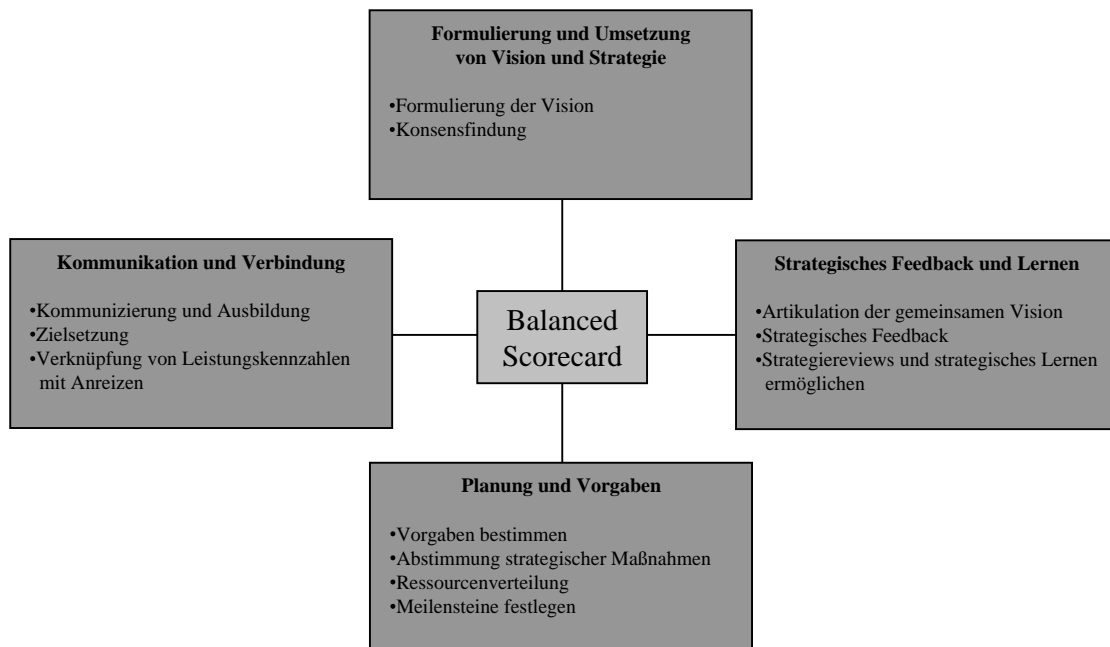 Formulierung und Umsetzung
von Vision und Strategie
•Formulierung der Vision
•Konsensfindung
Kommunikation und Verbindung
•Kommunizierung und Ausbildung
•Zielsetzung
•Verknüpfung von Leistungskennzahlen
mit Anreizen
Balanced
Scorecard
Strategisches Feedback und Lernen
•Artikulation der gemeinsamen Vision
•Strategisches Feedback
•Strategiereviews und strategisches Lernen
ermöglichen
Planung und Vorgaben
•Vorgaben bestimmen
•Abstimmung strategischer Maßnahmen
•Ressourcenverteilung
•Meilensteine festlegen